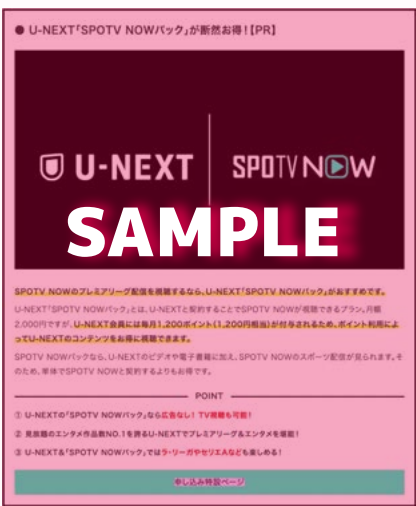 ● U-NEXT「SPOTV NOWパック」が断然お得！【PR】
U-NEXT
SPOTV NOW
SAMPLE
SPOTV NOWのプレミアリーグ配信を視聴するなら、U-NEXT「SPOTV NOWパック」がおすすめです。
U-NEXT「SPOTV NOWパック」とは、U-NEXTと契約することでSPOTV NOWが視聴できるプラン。月額
2,000円ですが、U-NEXT会員には毎月1,200ポイント(1,200円相当)が付与されるため、ポイント利用によ
ってU-NEXTのコンテンツをお得に視聴できます。
SPOTV NOWパックなら、U-NEXTのビデオや電子書籍に加え、SPOTV NOWのスポーツ配信が見られます。そ
のため、単体でSPOTV NOWと契約するよりもお得です。
POINT
① U-NEXTの「SPOTV NOWパック」なら広告なし！ TV視聴も可能！
② 見放題のエンタメ作品数NO.1を誇るU-NEXTでプレミアリーグ&エンタメを堪能！
③ U-NEXT&「SPOTV NOWパック」ではラ・リーガやセリエAなども楽しめる！
申し込み特設ページ